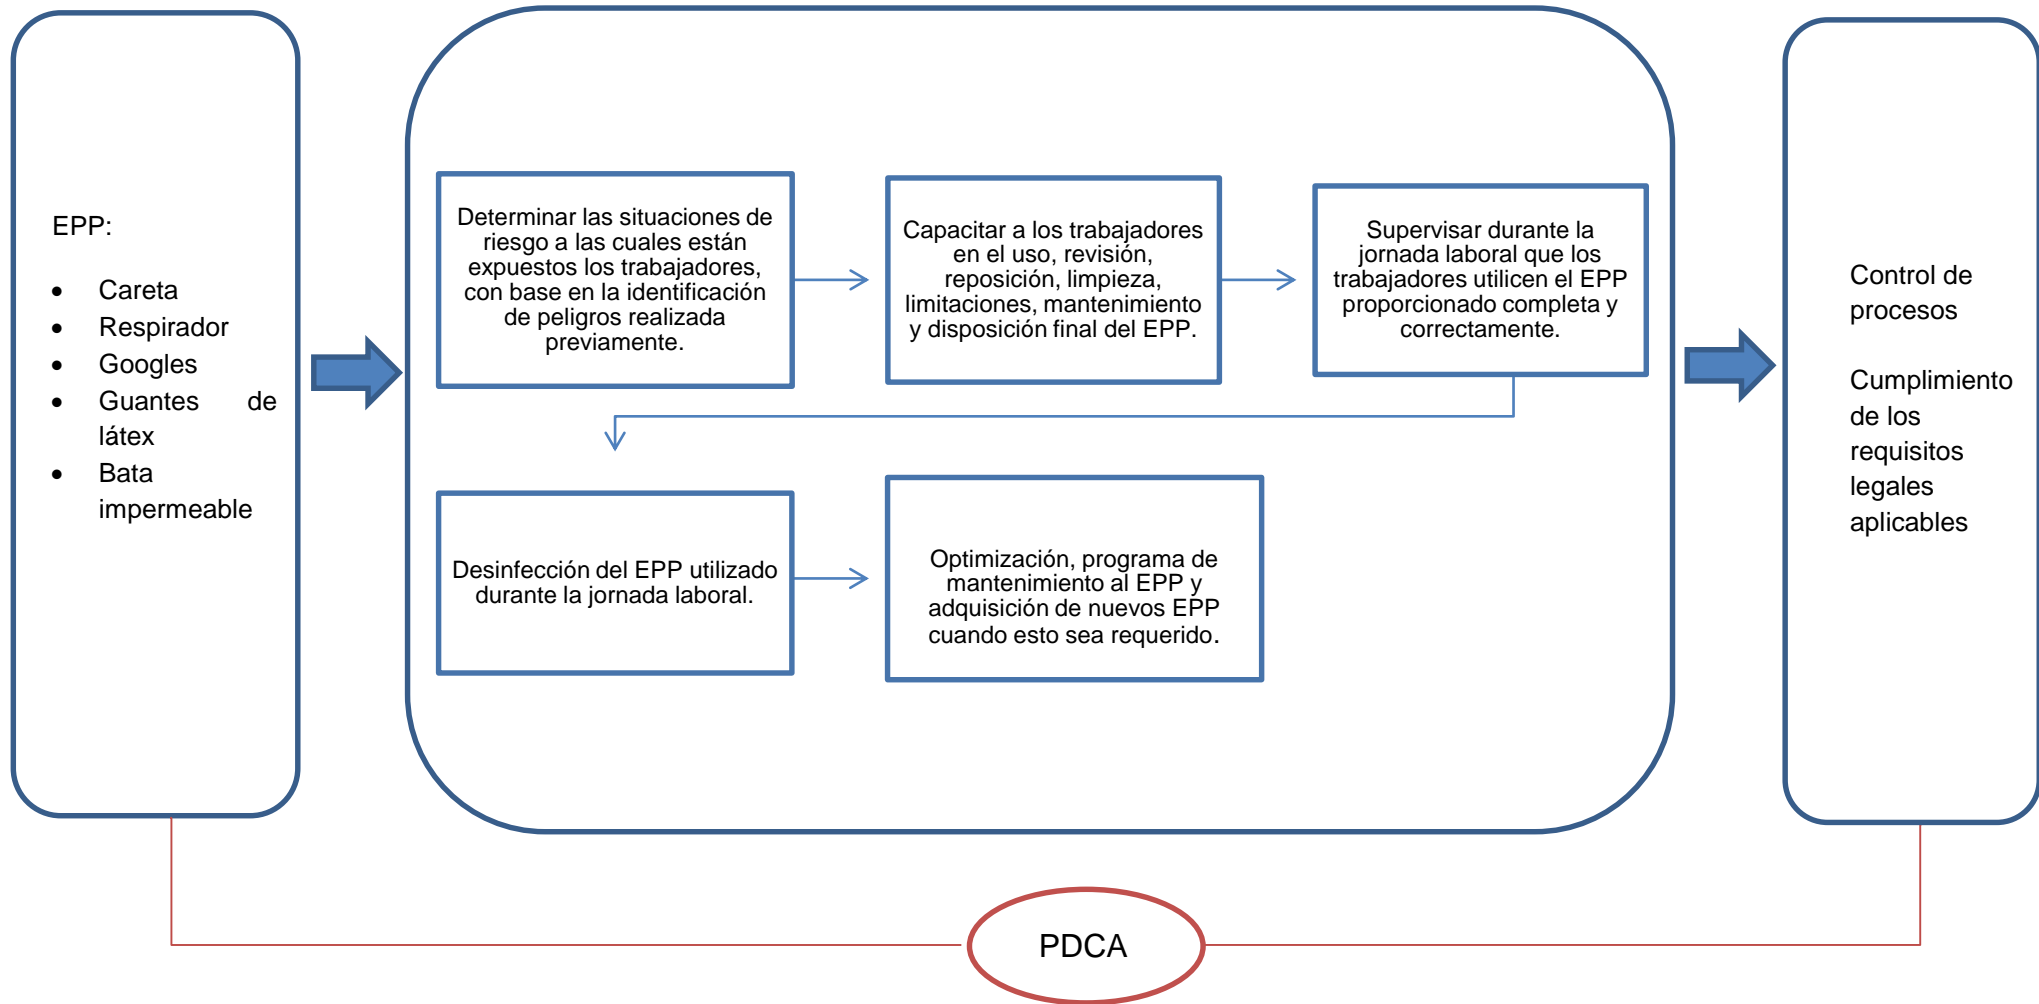 EPP:
• Careta
• Respirador
• Googles
• Guantes de
látex
• Bata
impermeable
Determinar las situaciones de
riesgo a las cuales están
expuestos los trabajadores,
con base en la identificación
de peligros realizada
previamente.
Capacitar a los trabajadores
en el uso, revisión,
reposición, limpieza,
limitaciones, mantenimiento
y disposición final del EPP.
Supervisar durante la
jornada laboral que los
trabajadores utilicen el EPP
proporcionado completa y
correctamente.
Desinfección del EPP utilizado
durante la jornada laboral.
Optimización, programa de
mantenimiento al EPP y
adquisición de nuevos EPP
cuando esto sea requerido.
Control de
procesos
Cumplimiento
de los
requisitos
legales
aplicables
PDCA